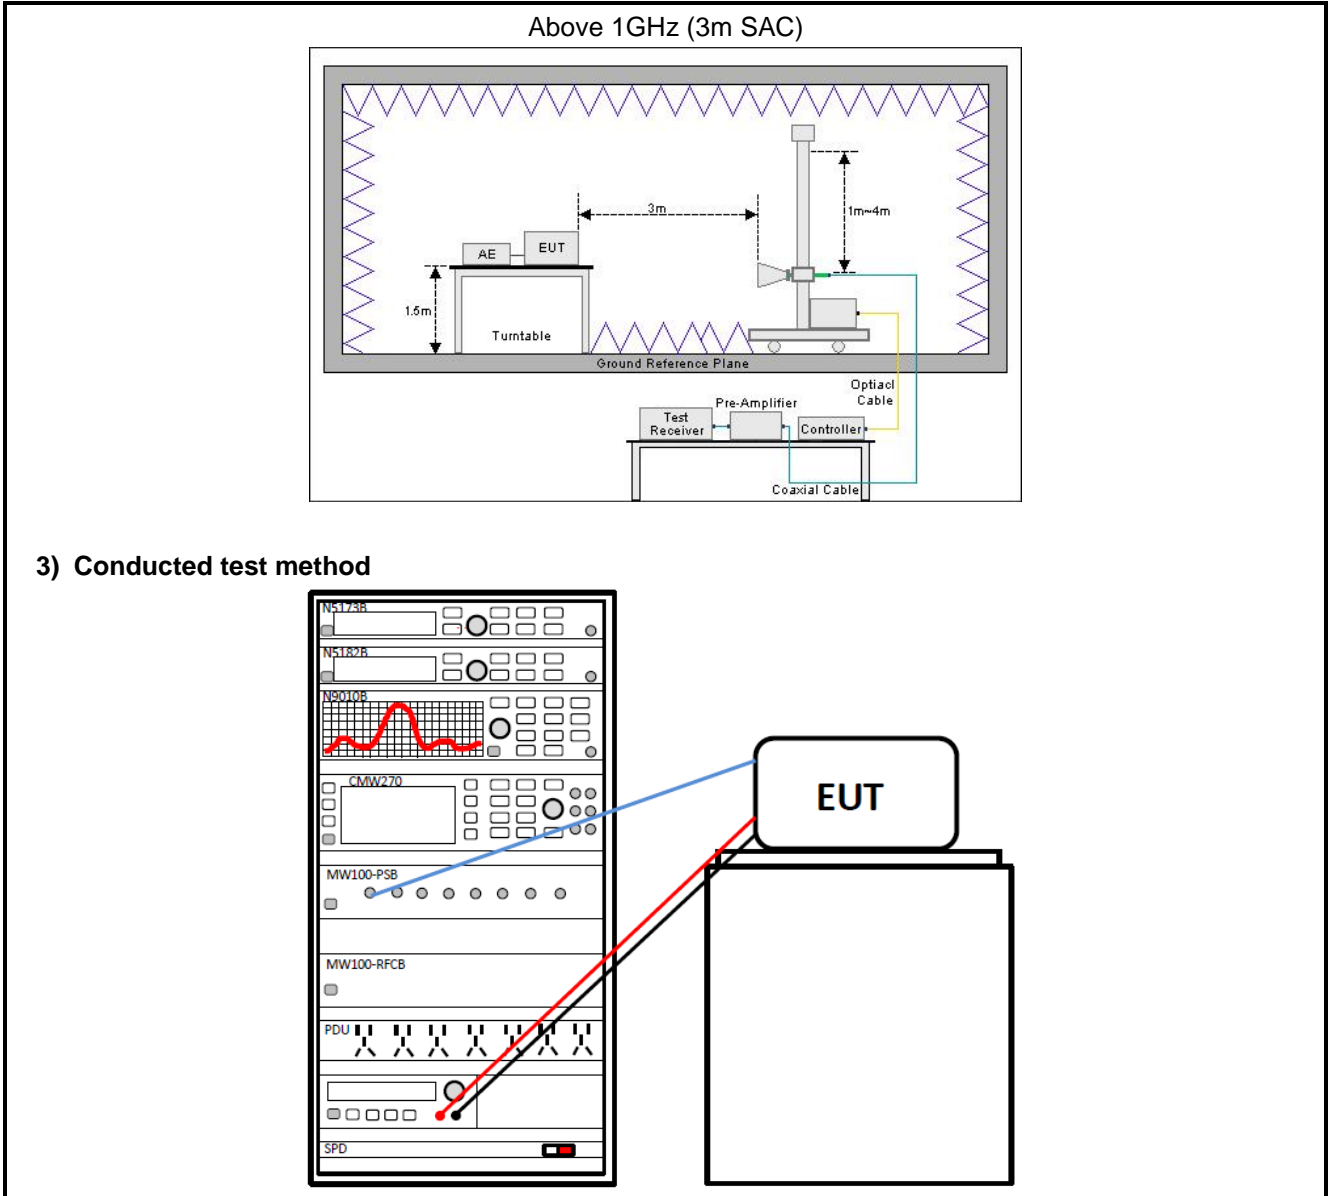 Above 1GHz (3m SAC)
3m
1m~4m
AE
EUT
1.5m
Turntable
Ground Reference Plane
Optiacl
Cable
Pre-Amplifier
Test
Receiver
Controller
Coaxial Cable
3) Conducted test method
N5173B
N5182B
N9010B
CMW270
EUT
MW100-PSB
MW100-RFCB
PDU
SPD